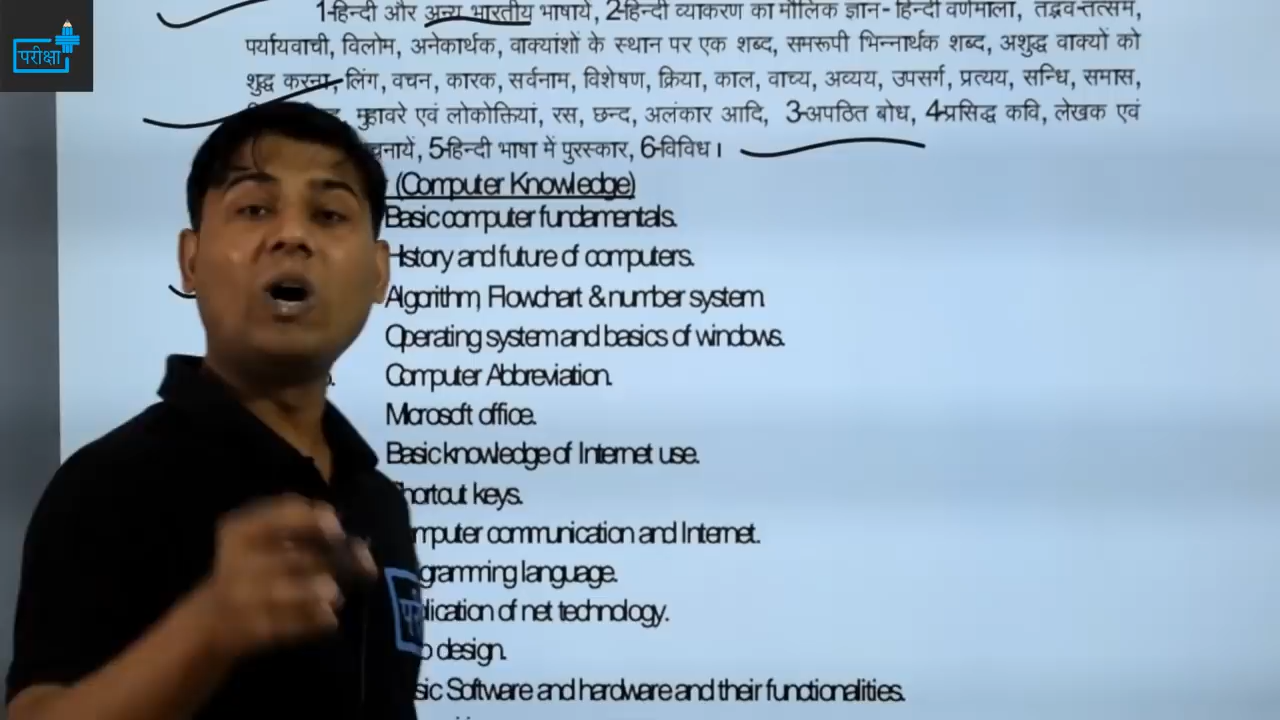 परीक्षा
1-हिन्दी और अन्य भारतीय भाषायें, 2-हिन्दी व्याकरण का मौलिक ज्ञान- हिन्दी वर्णमाला, तद्भव-तत्सम,
पर्यायवाची, विलोम, अनेकार्थक, वाक्यांशों के स्थान पर एक शब्द, समरूपी भिन्नार्थक शब्द, अशुद्ध वाक्यों को
शुद्ध करना, लिंग, वचन, कारक, सर्वनाम, विशेषण, क्रिया, काल, वाच्य, अव्यय, उपसर्ग, प्रत्यय, सन्धि, समास,
मुहावरे एवं लोकोक्तियां, रस, छन्द, अलंकार आदि, 3-अपठित बोध, 4-प्रसिद्ध कवि, लेखक एवं
5-हिन्दी भाषा में पुरस्कार, 6-विविध।
(Computer Knowledge)
Basic computer fundamentals.
History and future of computers.
Algorithm, Flowchart & number system
Operating system and basics of windows.
Computer Abbreviation.
Microsoft office.
Basic knowledge of Internet use.
keys.
communication and Internet.
language.
of net technology.
design.
Software and hardware and their functionalities.